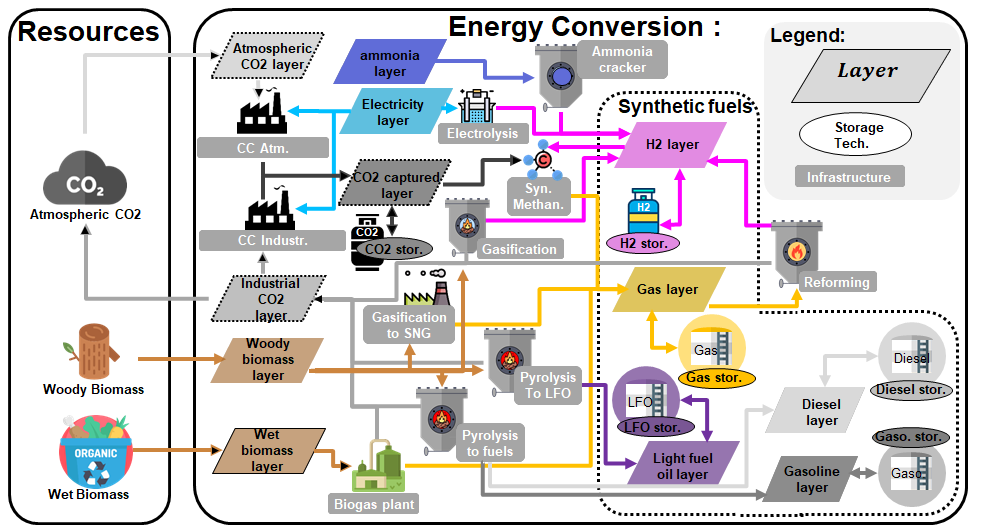 Resources
Energy Conversion :
Legend:
Layer
Storage
Tech.
Infrastructure
Atmospheric
CO2 layer
ammonia
layer
Ammonia
cracker
Electricity
layer
Electrolysis
Synthetic fuels
CC Atm.
H2 layer
CO2
Atmospheric CO2
CO2 captured
layer
C
Syn.
Methan.
H2
H2 stor.
CC Industr.
CO2
CO2 stor.
Gasification
Reforming
Industrial
CO2
layer
Gas layer
Gasification
to SNG
Woody Biomass
Woody
biomass
layer
Pyrolysis
To LFO
Gas
Gas stor.
Diesel
Diesel stor.
LFO
LFO stor.
Diesel
layer
ORGANIC
Wet Biomass
Wet
biomass
layer
Pyrolysis
to fuels
Light fuel
oil layer
Gasoline
layer
Gaso. stor.
Gaso
Biogas plant